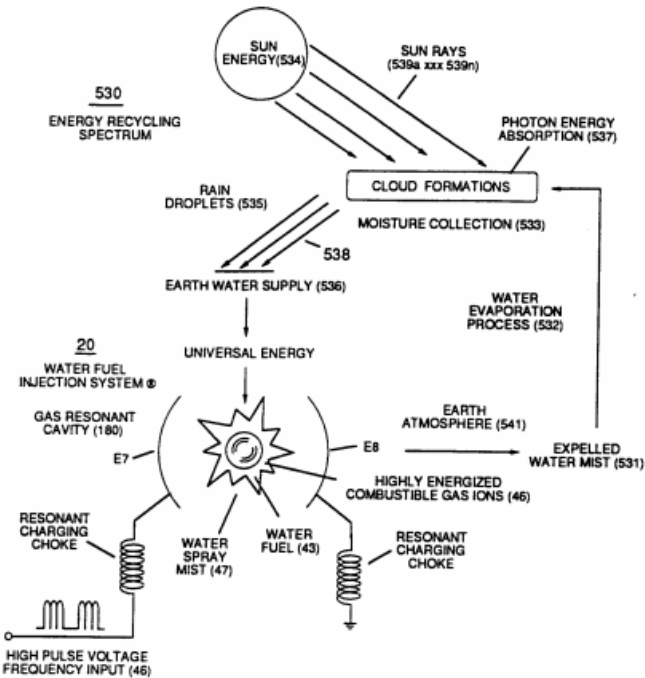 SUN
ENERGY(534)
SUN RAYS
(539a xxx 539n)
530
ENERGY RECYCLING
SPECTRUM
PHOTON ENERGY
ABSORPTION (537)
CLOUD FORMATIONS
RAIN
DROPLETS (535)
MOISTURE COLLECTION (533)
538
EARTH WATER SUPPLY (536)
WATER
EVAPORATION
PROCESS (532)
20
WATER FUEL
INJECTION SYSTEM ®
UNIVERSAL ENERGY
GAS RESONANT
CAVITY (180)
E7
E8
EARTH
ATMOSPHERE (541)
EXPELLED
WATER MIST (531)
HIGHLY ENERGIZED
COMBUSTIBLE GAS IONS (46)
RESONANT
CHARGING
CHOKE
WATER
SPRAY
MIST (47)
WATER
FUEL (43)
RESONANT
CHARGING
CHOKE
HIGH PULSE VOLTAGE
FREQUENCY INPUT (46)